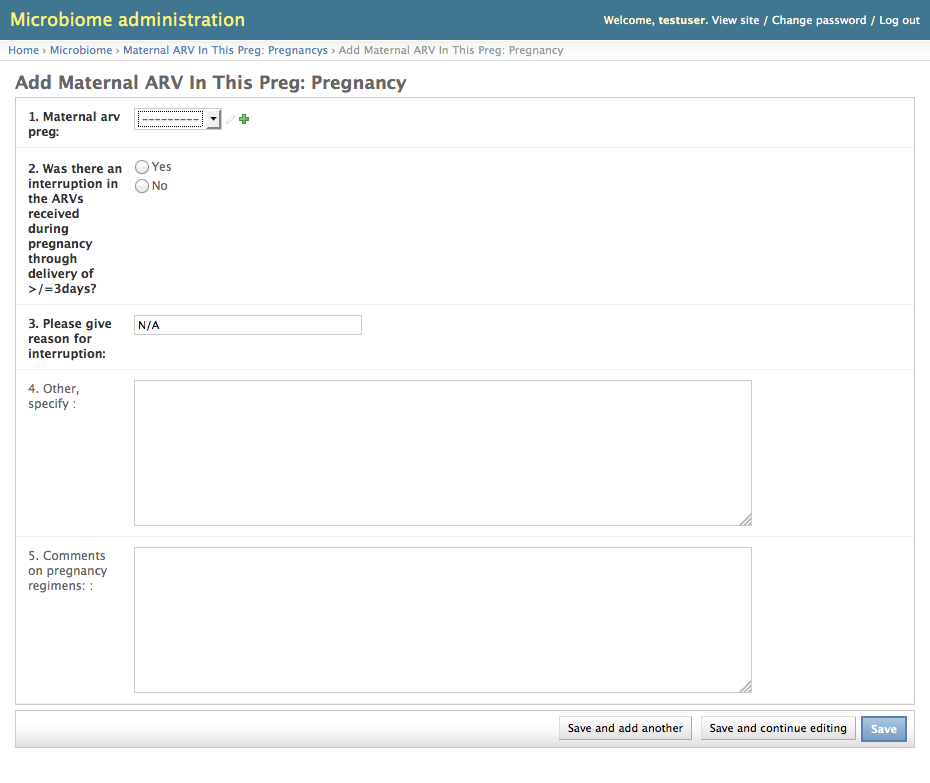 Microbiome administration
Welcome, testuser. View site / Change password / Log out
Home › Microbiome › Maternal ARV In This Preg: Pregnancys › Add Maternal ARV In This Preg: Pregnancy
Add Maternal ARV In This Preg: Pregnancy
1. Maternal arv
preg:
---------
2. Was there an
interruption in
the ARVs
received
during
pregnancy
through
delivery of
>/=3days?
Yes
No
3. Please give
reason for
interruption:
N/A
4. Other,
specify :
5. Comments
on pregnancy
regimens: :
Save and add another
Save and continue editing
Save